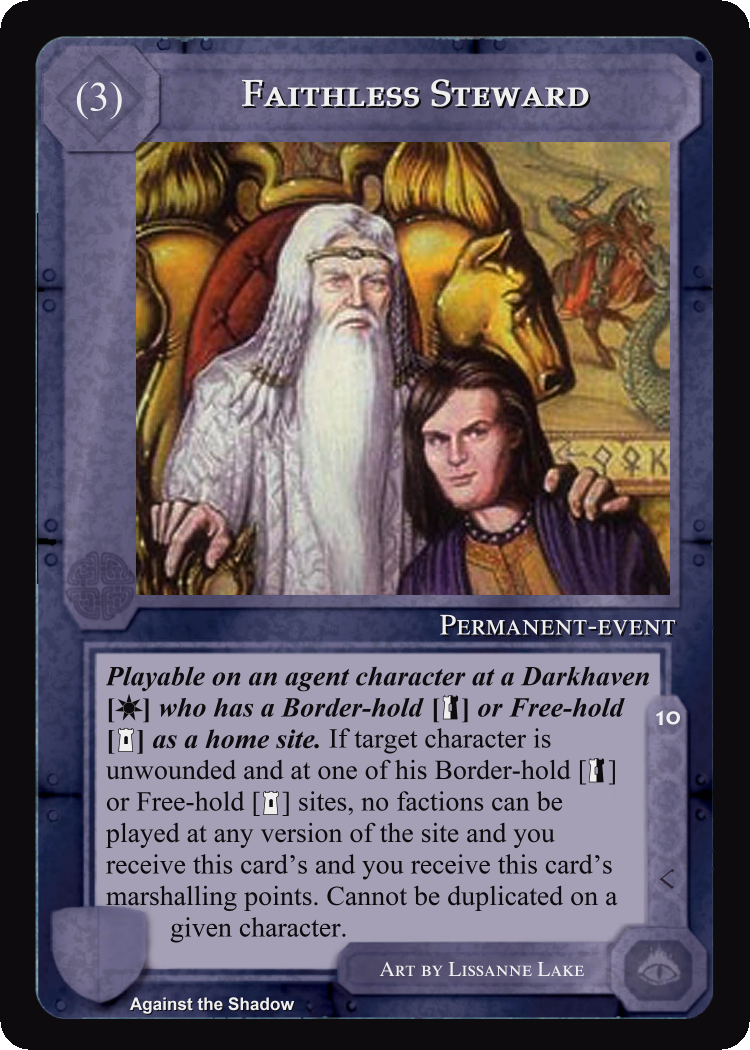 (3)
Faithless Steward
Permanent-event
Playable on an agent character at a Darkhaven
[] who has a Border-hold [] or Free-hold
[] as a home site. If target character is
unwounded and at one of his Border-hold []
or Free-hold [] sites, no factions can be
played at any version of the site and you
receive this card's and you receive this card's
marshalling points. Cannot be duplicated on a
given character.
10
Art by Lissanne Lake
Against the Shadow